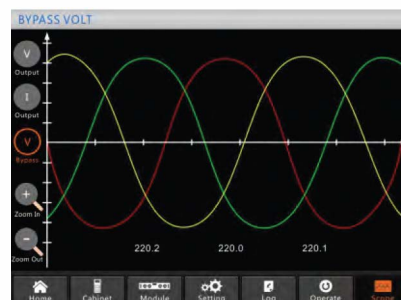 BYPASS VOLT
V
Output
I
Output
V
Bypass
+
Zoom In
-
Zoom Out
220.2 220.0 220.1
Home Cabinet Module Setting Log Operate Scope